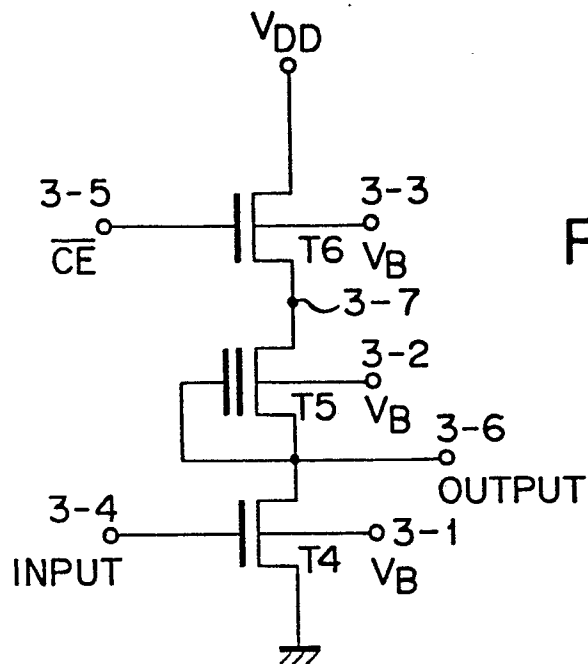 VDD
3-5
CE
3-3
VB
T6
3-7
3-2
VB
T5
3-6
OUTPUT
3-4
INPUT
3-1
VB
T4
F